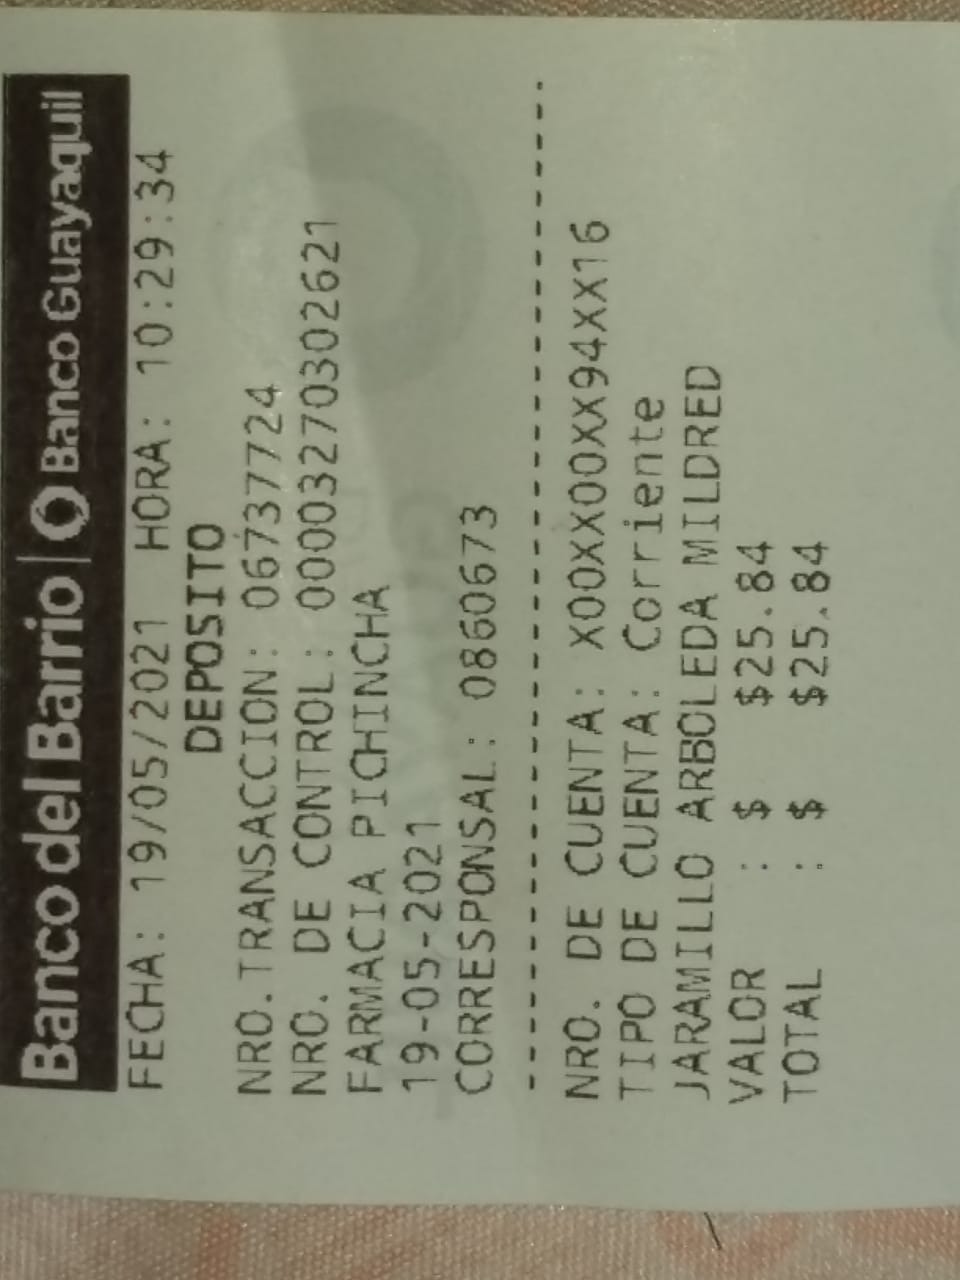 Banco del Barrio | Banco Guayaquil
FECHA: 19/05/2021 HORA: 10:29:34
DEPOSITO
NRO.TRANSACCION: 06737724
NRO. DE CONTROL: 0000327030302621
FARMACIA PICHINCHA
19-05-2021
CORRESPONSAL: 0860673
NRO. DE CUENTA: X00XX00XX94XX16
TIPO DE CUENTA: Corriente
JARAMILLO ARBOLEDA MILDRED
VALOR : $ $25.84
TOTAL : $ $25.84